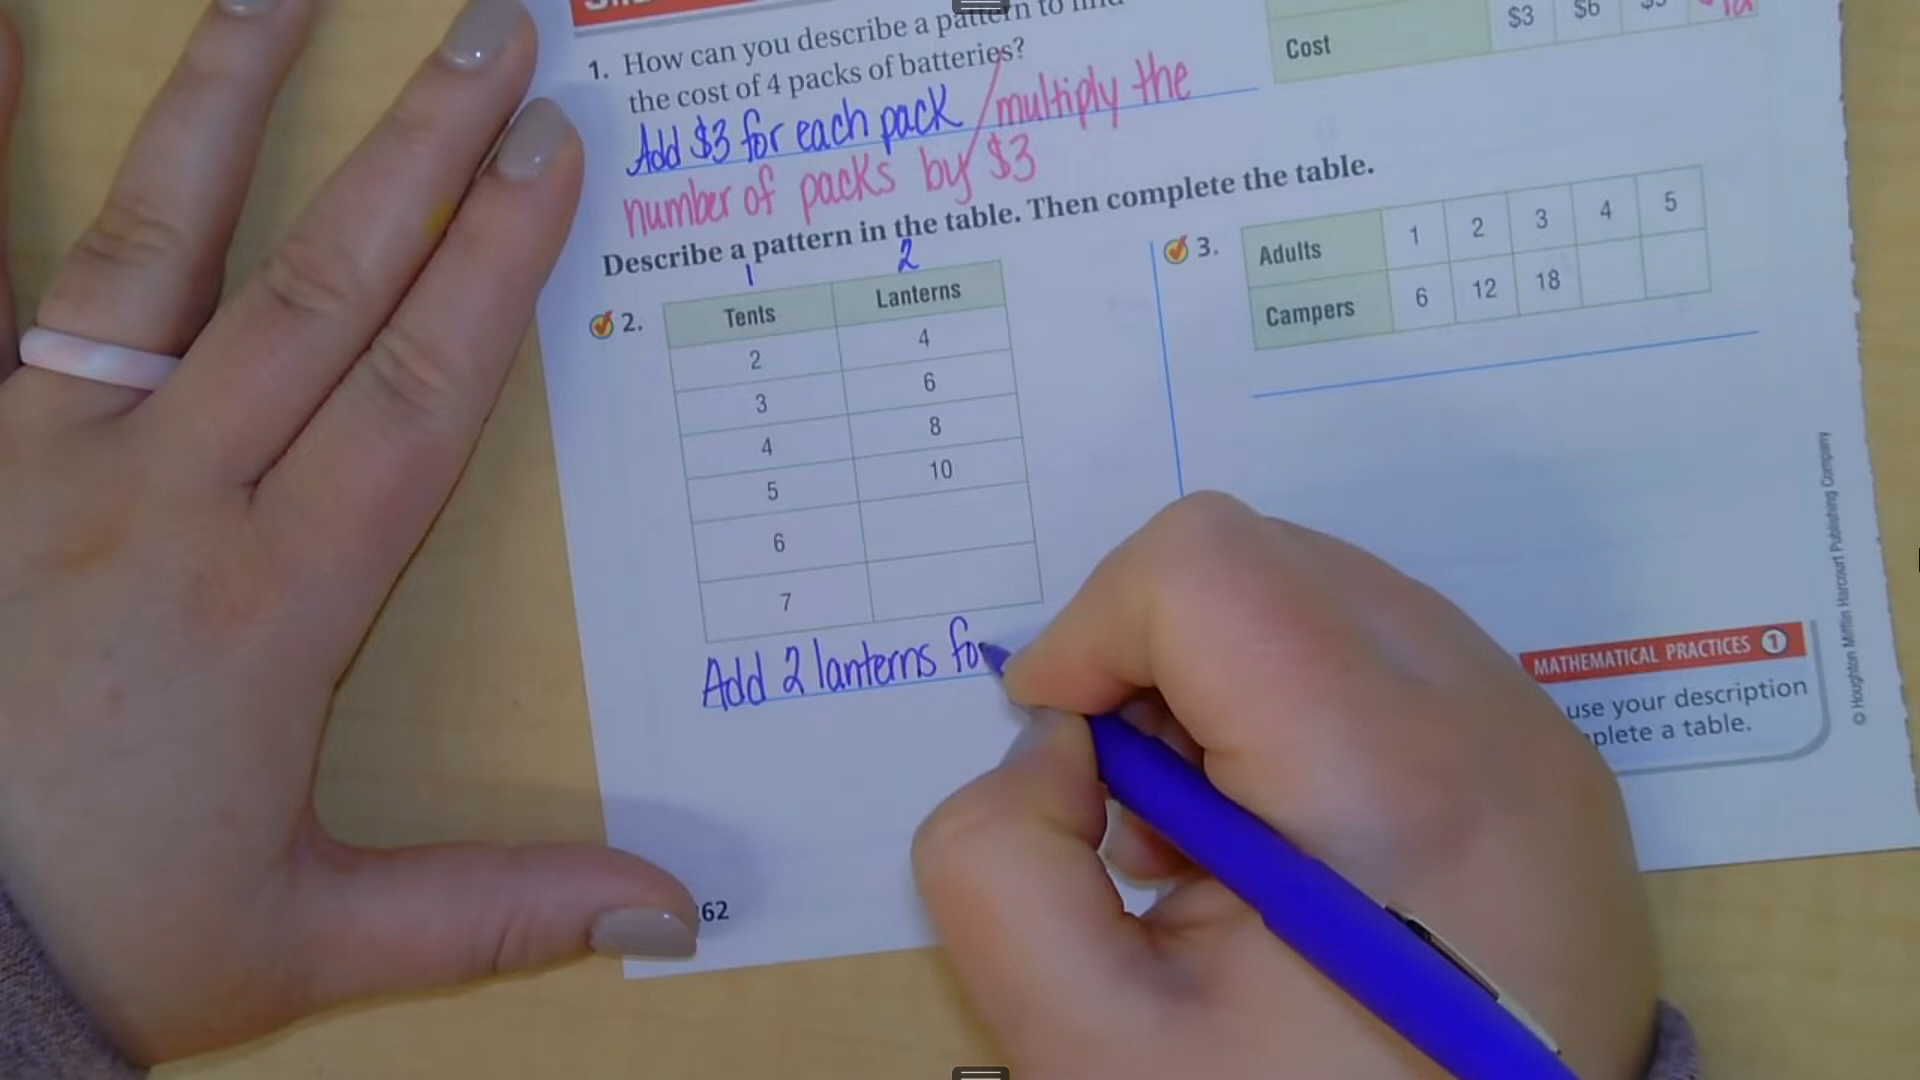 1. How can you describe a pattern to
the cost of 4 packs of batteries?
Add $3 for each pack / multiply the
number of packs by $3
Cost $3 $6
Describe a pattern in the table. Then complete the table.
1 2
2.
Tents Lanterns
2 4
3 6
4 8
5 10
6
7
Add 2 lanterns fo
3.
Adults 1 2 3 4 5
Campers 6 12 18
MATHEMATICAL PRACTICES 1
use your description
plete a table.
© Houghton Mifflin Harcourt Publishing Company
62